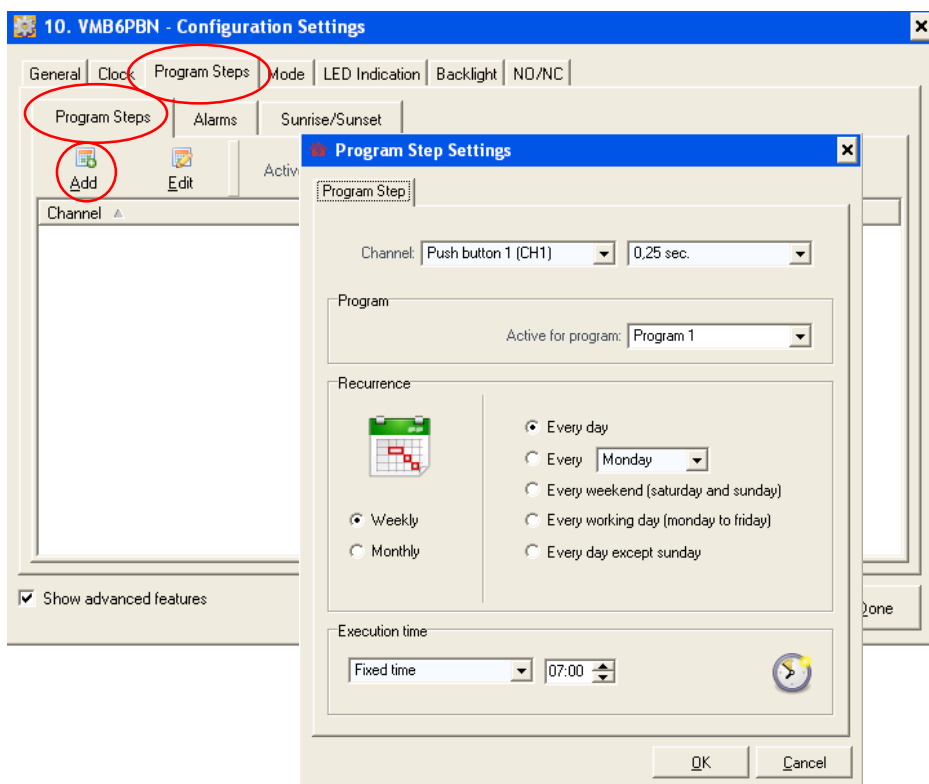 10. VMB6PBN - Configuration Settings
General Clock Program Steps Mode LED Indication Backlight NO/NC
Program Steps Alarms Sunrise/Sunset
Add Edit Activ
Channel
Show advanced features
Done
Program Step Settings
Program Step
Channel: Push button 1 (CH1) 0,25 sec.
Program
Active for program: Program 1
Recurrence
Every day
Every Monday
Every weekend (saturday and sunday)
Weekly Every working day (monday to friday)
Monthly Every day except sunday
Execution time
Fixed time 07:00
OK Cancel